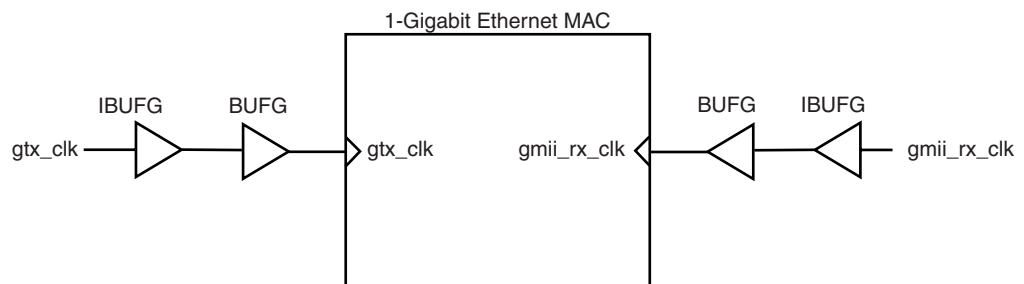 1-Gigabit Ethernet MAC
IBUFG BUFG BUFG IBUFG
gtx_clk gtx_clk gmii_rx_clk gmii_rx_clk